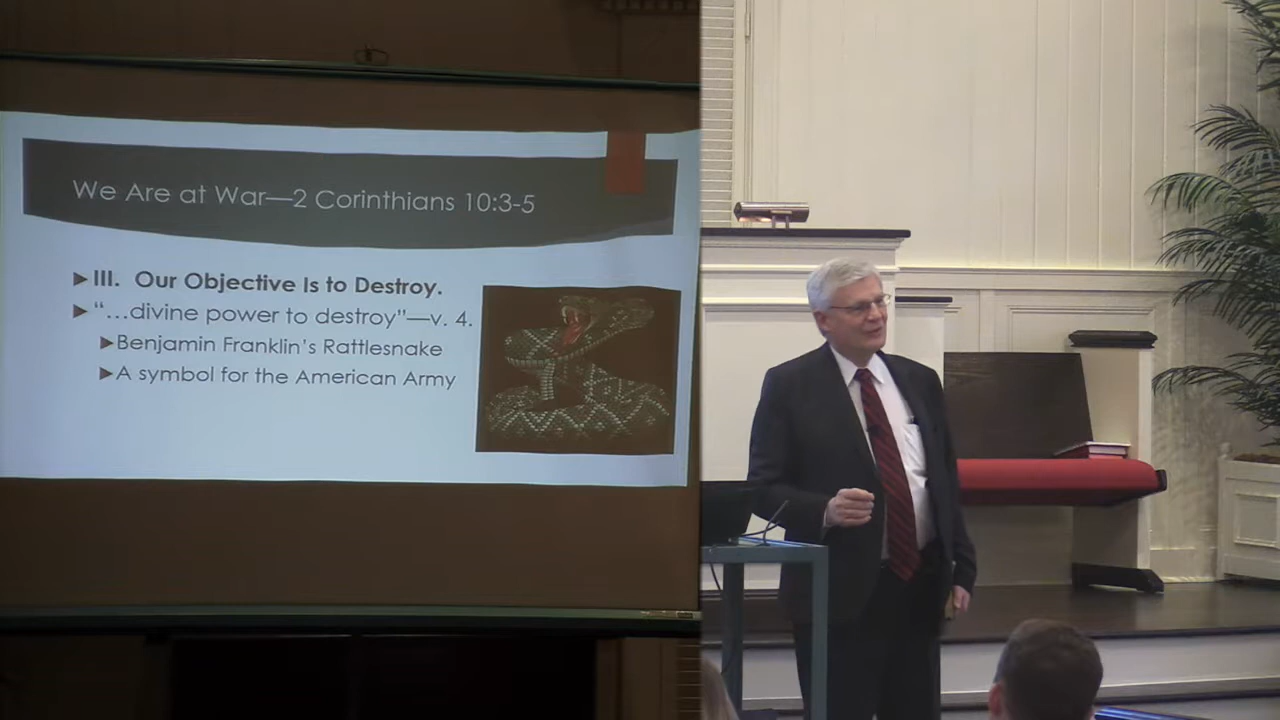 We Are at War—2 Corinthians 10:3-5
III. Our Objective Is to Destroy.
“…divine power to destroy”—v. 4.
Benjamin Franklin’s Rattlesnake
A symbol for the American Army